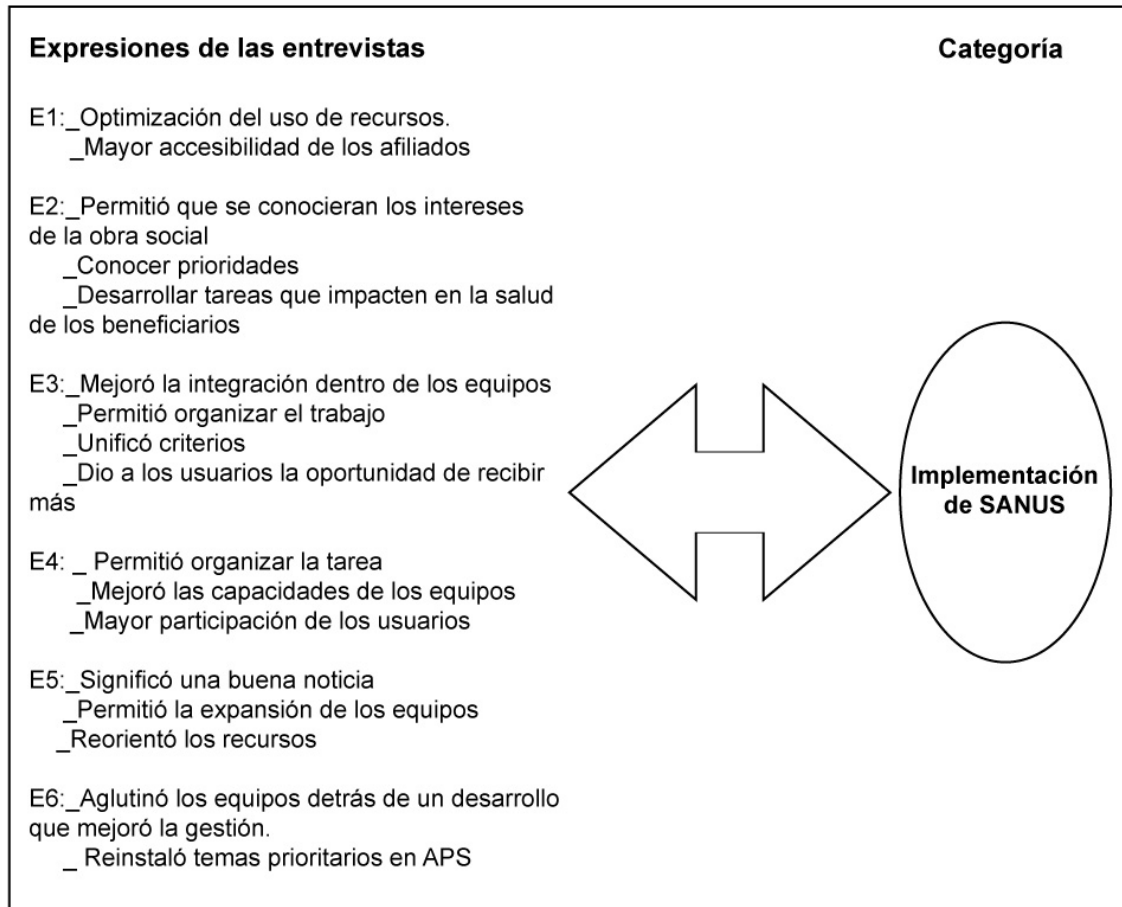 Expresiones de las entrevistas
Categoría
E1:_Optimización del uso de recursos.
_Mayor accesibilidad de los afiliados
E2:_Permitió que se conocieran los intereses
de la obra social
_Conocer prioridades
_Desarrollar tareas que impacten en la salud
de los beneficiarios
E3:_Mejoró la integración dentro de los equipos
_Permitió organizar el trabajo
_Unificó criterios
_Dio a los usuarios la oportunidad de recibir
más
E4: _ Permitió organizar la tarea
_Mejoró las capacidades de los equipos
_Mayor participación de los usuarios
E5:_Significó una buena noticia
_Permitió la expansión de los equipos
_Reorientó los recursos
E6:_Aglutinó los equipos detrás de un desarrollo
que mejoró la gestión.
_ Reinstaló temas prioritarios en APS
Implementación
de SANUS